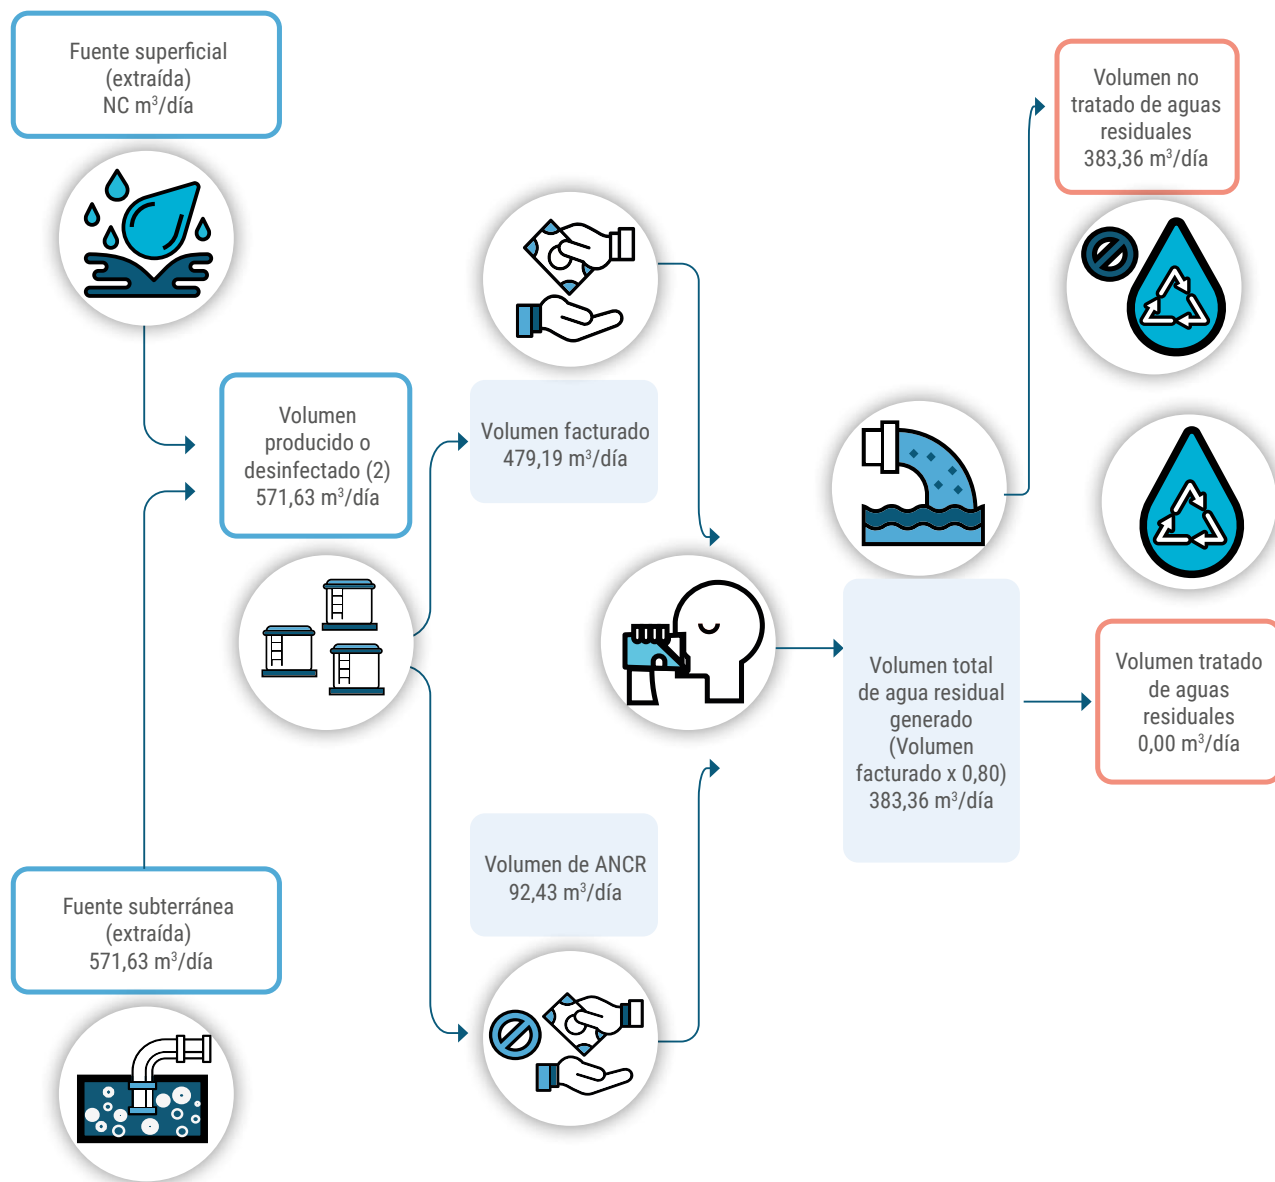 Fuente superficial
(extraída)
NC m³/día
Volumen
producido o
desinfectado (2)
571,63 m³/día
Fuente subterránea
(extraída)
571,63 m³/día
Volumen facturado
479,19 m³/día
Volumen de ANCR
92,43 m³/día
Volumen total
de agua residual
generado
(Volumen
facturado x 0,80)
383,36 m³/día
Volumen no
tratado de aguas
residuales
383,36 m³/día
Volumen tratado
de aguas
residuales
0,00 m³/día